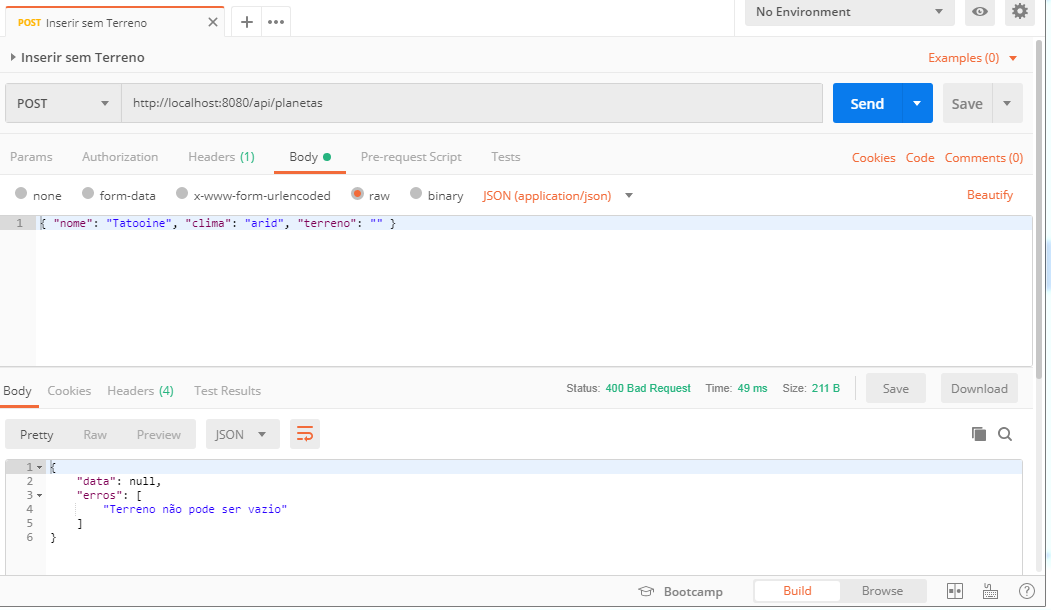 POST Inserir sem Terreno
No Environment
Inserir sem Terreno
Examples (0)
POST http://localhost:8080/api/planetas Send Save
Params Authorization Headers (1) Body Pre-request Script Tests Cookies Code Comments (0)
none form-data x-www-form-urlencoded raw binary JSON (application/json) Beautify
1 { "nome": "Tatooine", "clima": "arid", "terreno": "" }
Body Cookies Headers (4) Test Results Status: 400 Bad Request Time: 49 ms Size: 211 B Save Download
Pretty Raw Preview JSON
1 {
2 "data": null,
3 "erros": [
4 "Terreno não pode ser vazio"
5 ]
6 }
Bootcamp Build Browse